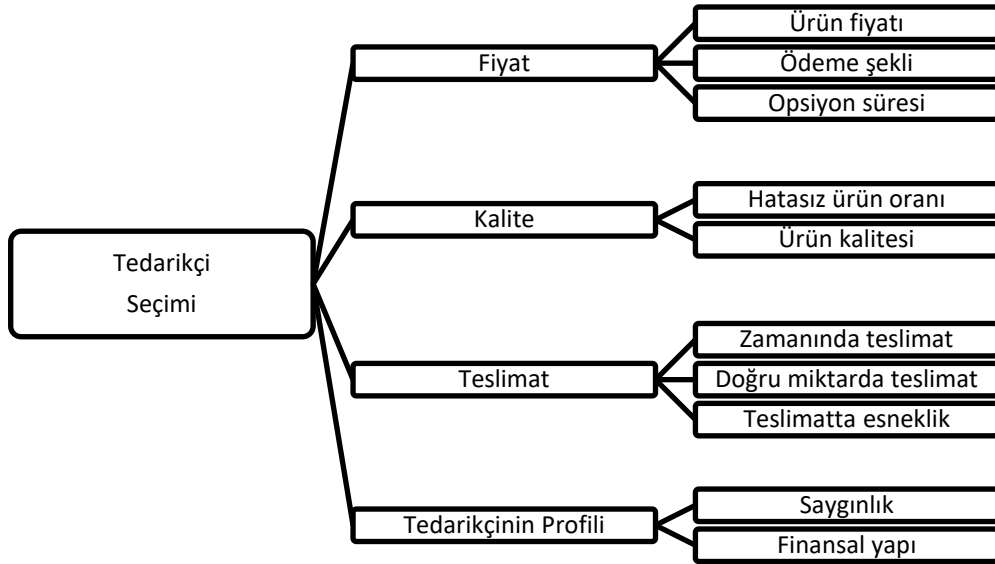 Tedarikçi
Seçimi
Fiyat
Ürün fiyatı
Ödeme şekli
Opsiyon süresi
Kalite
Hatasız ürün oranı
Ürün kalitesi
Teslimat
Zamanında teslimat
Doğru miktarda teslimat
Teslimatta esneklik
Tedarikçinin Profili
Saygınlık
Finansal yapı